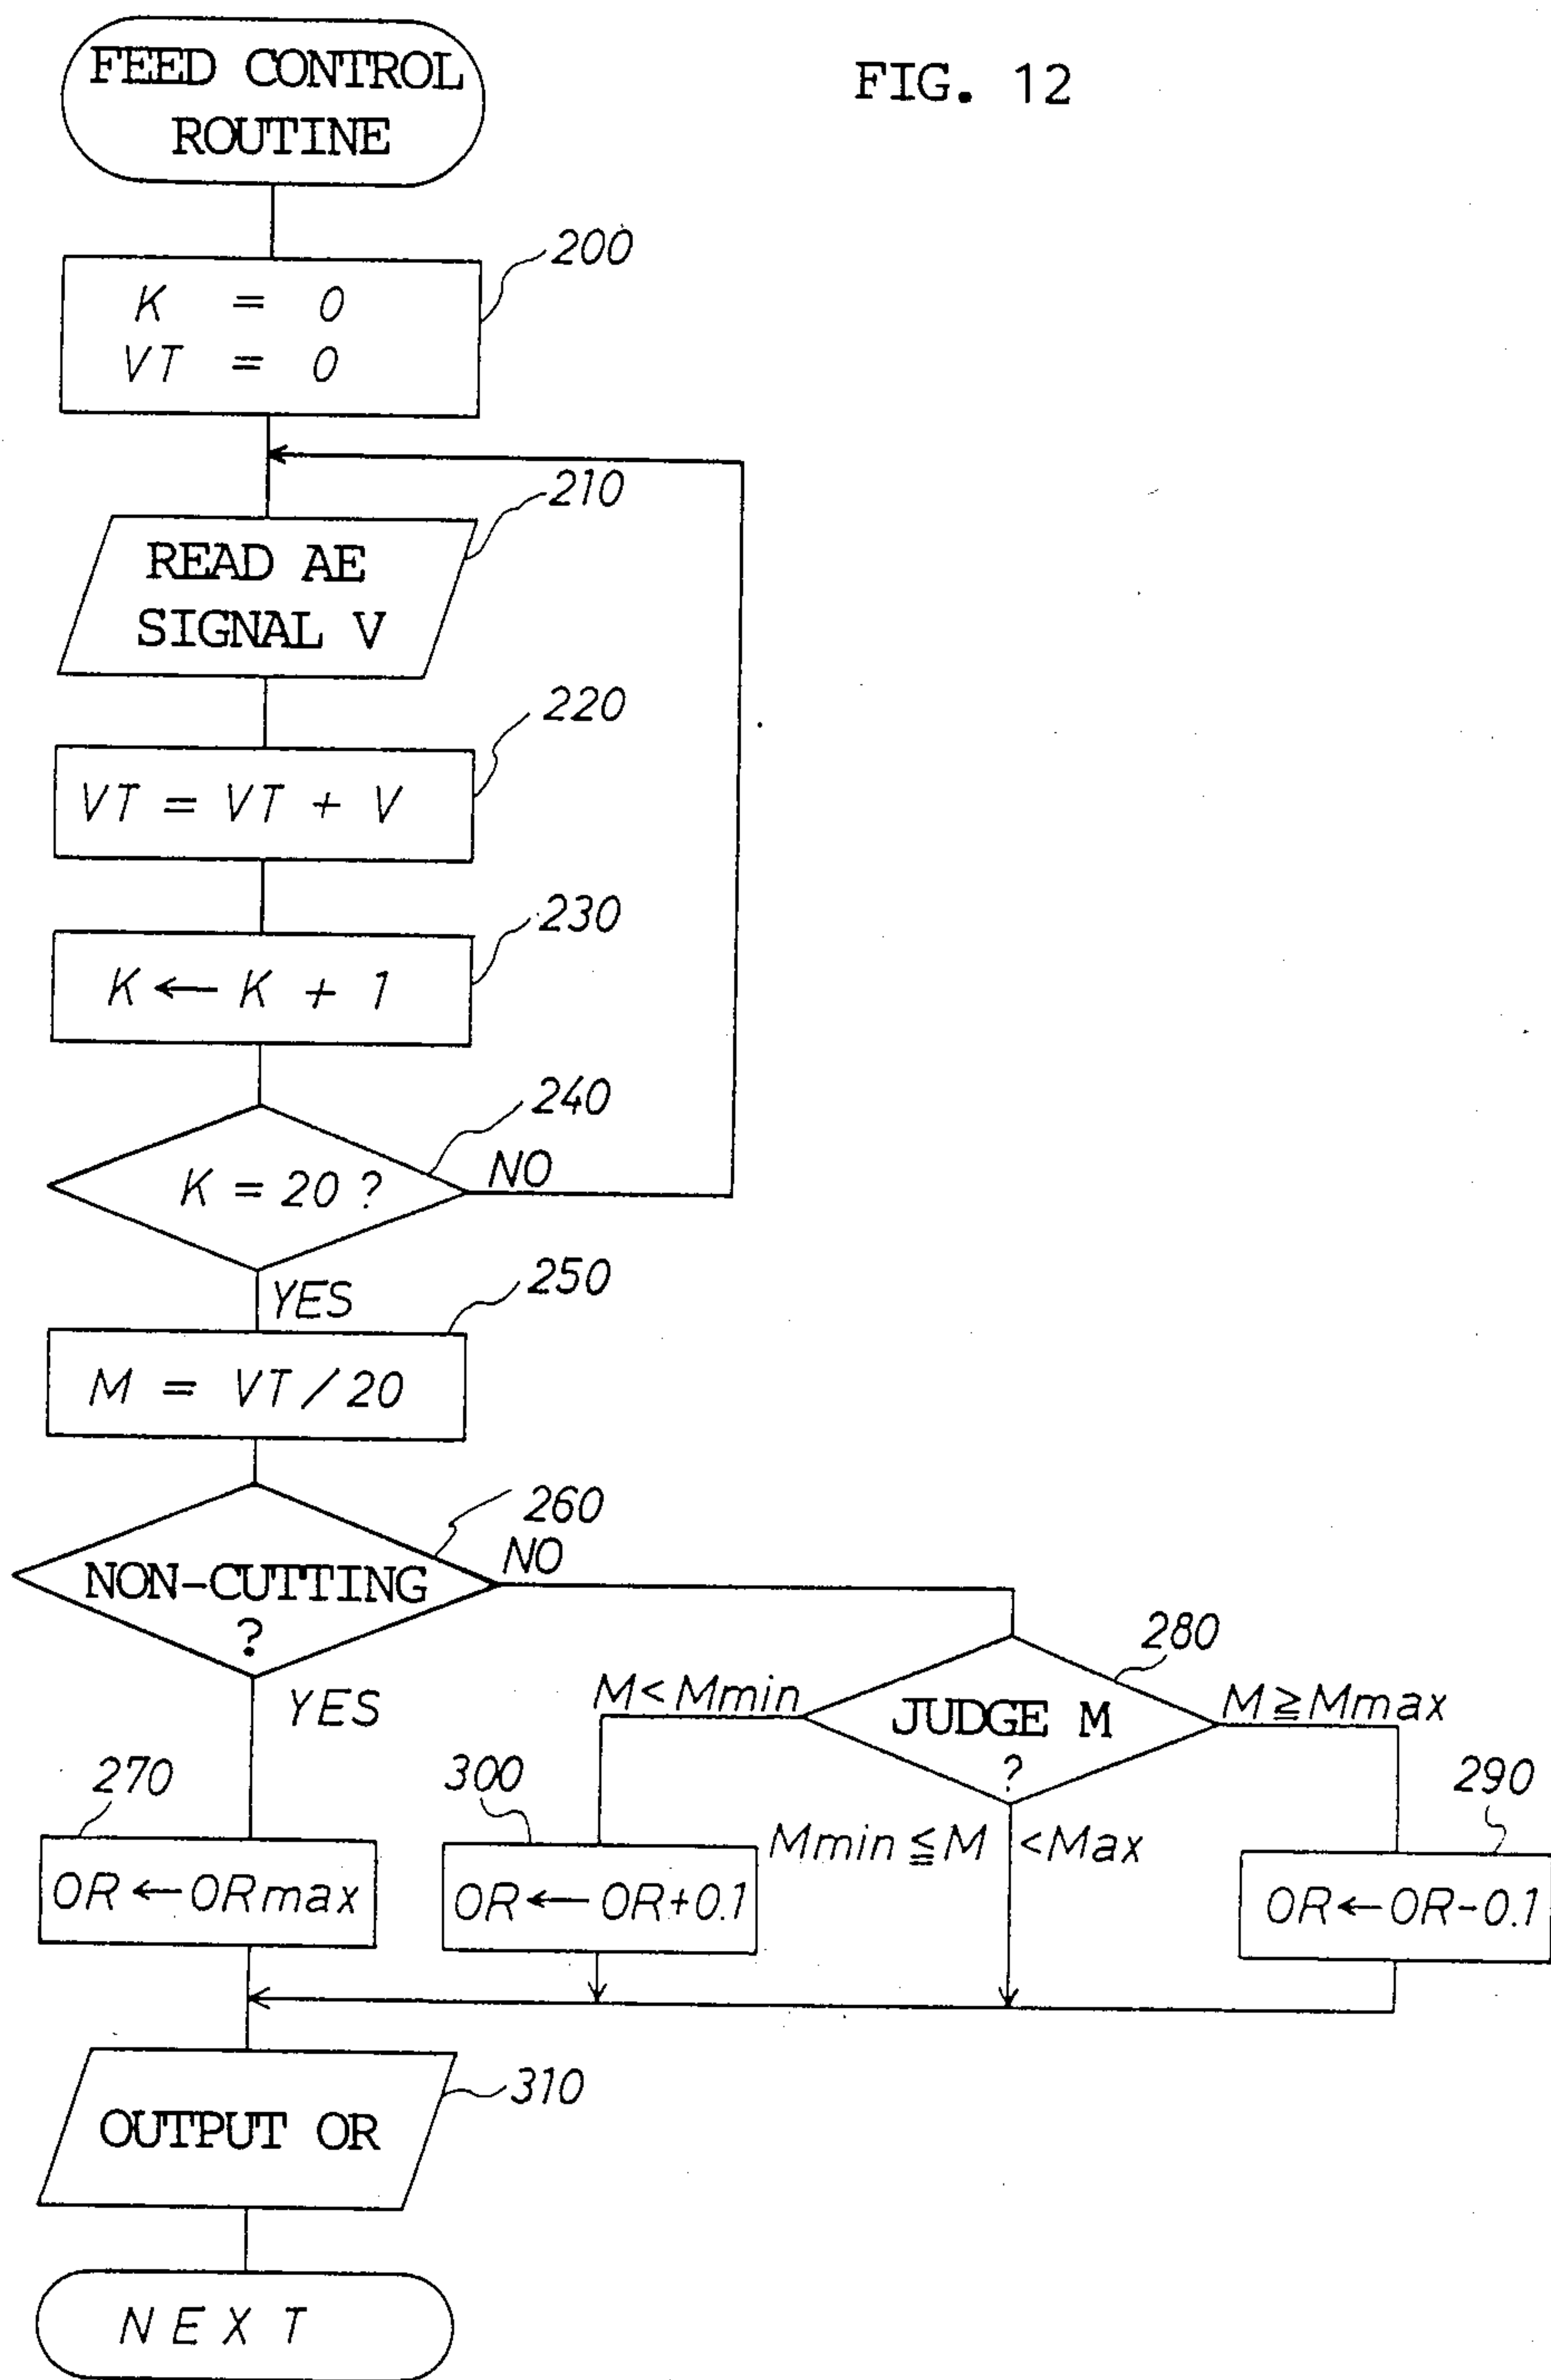 FIG. 12
FEED CONTROL
ROUTINE
200
K = 0
VT = 0
210
READ AE
SIGNAL V
220
VT = VT + V
230
K ← K + 1
240
K = 20 ?
NO
YES
250
M = VT / 20
260
NON-CUTTING
?
NO
YES
280
JUDGE M
?
M < Mmin
M ≧ Mmax
Mmin ≦ M < Max
270
OR ← ORmax
300
OR ← OR+0.1
290
OR ← OR-0.1
310
OUTPUT OR
NEXT